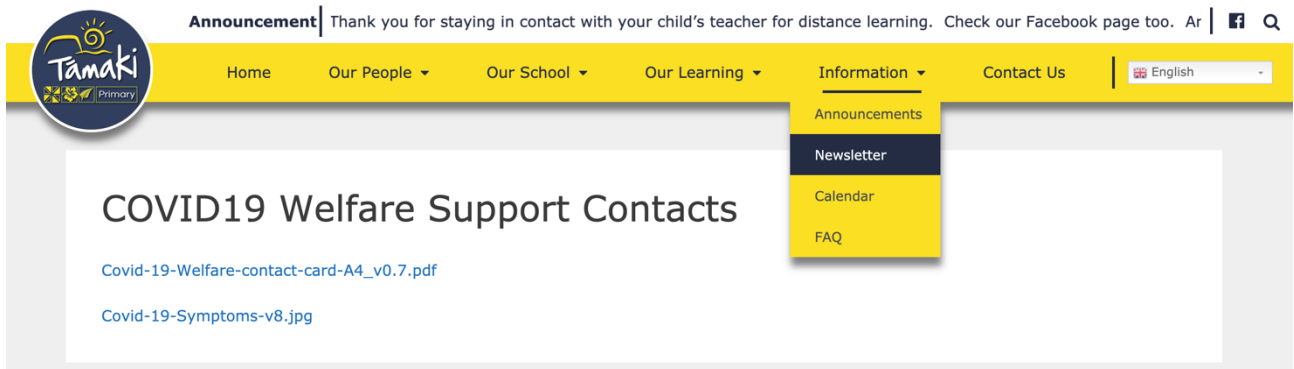 Announcement Thank you for staying in contact with your child's teacher for distance learning. Check our Facebook page too. Ar
Tāmaki
Primary
Home Our People Our School Our Learning Information Contact Us English
Announcements
Newsletter
Calendar
FAQ
COVID19 Welfare Support Contacts
Covid-19-Welfare-contact-card-A4_v0.7.pdf
Covid-19-Symptoms-v8.jpg